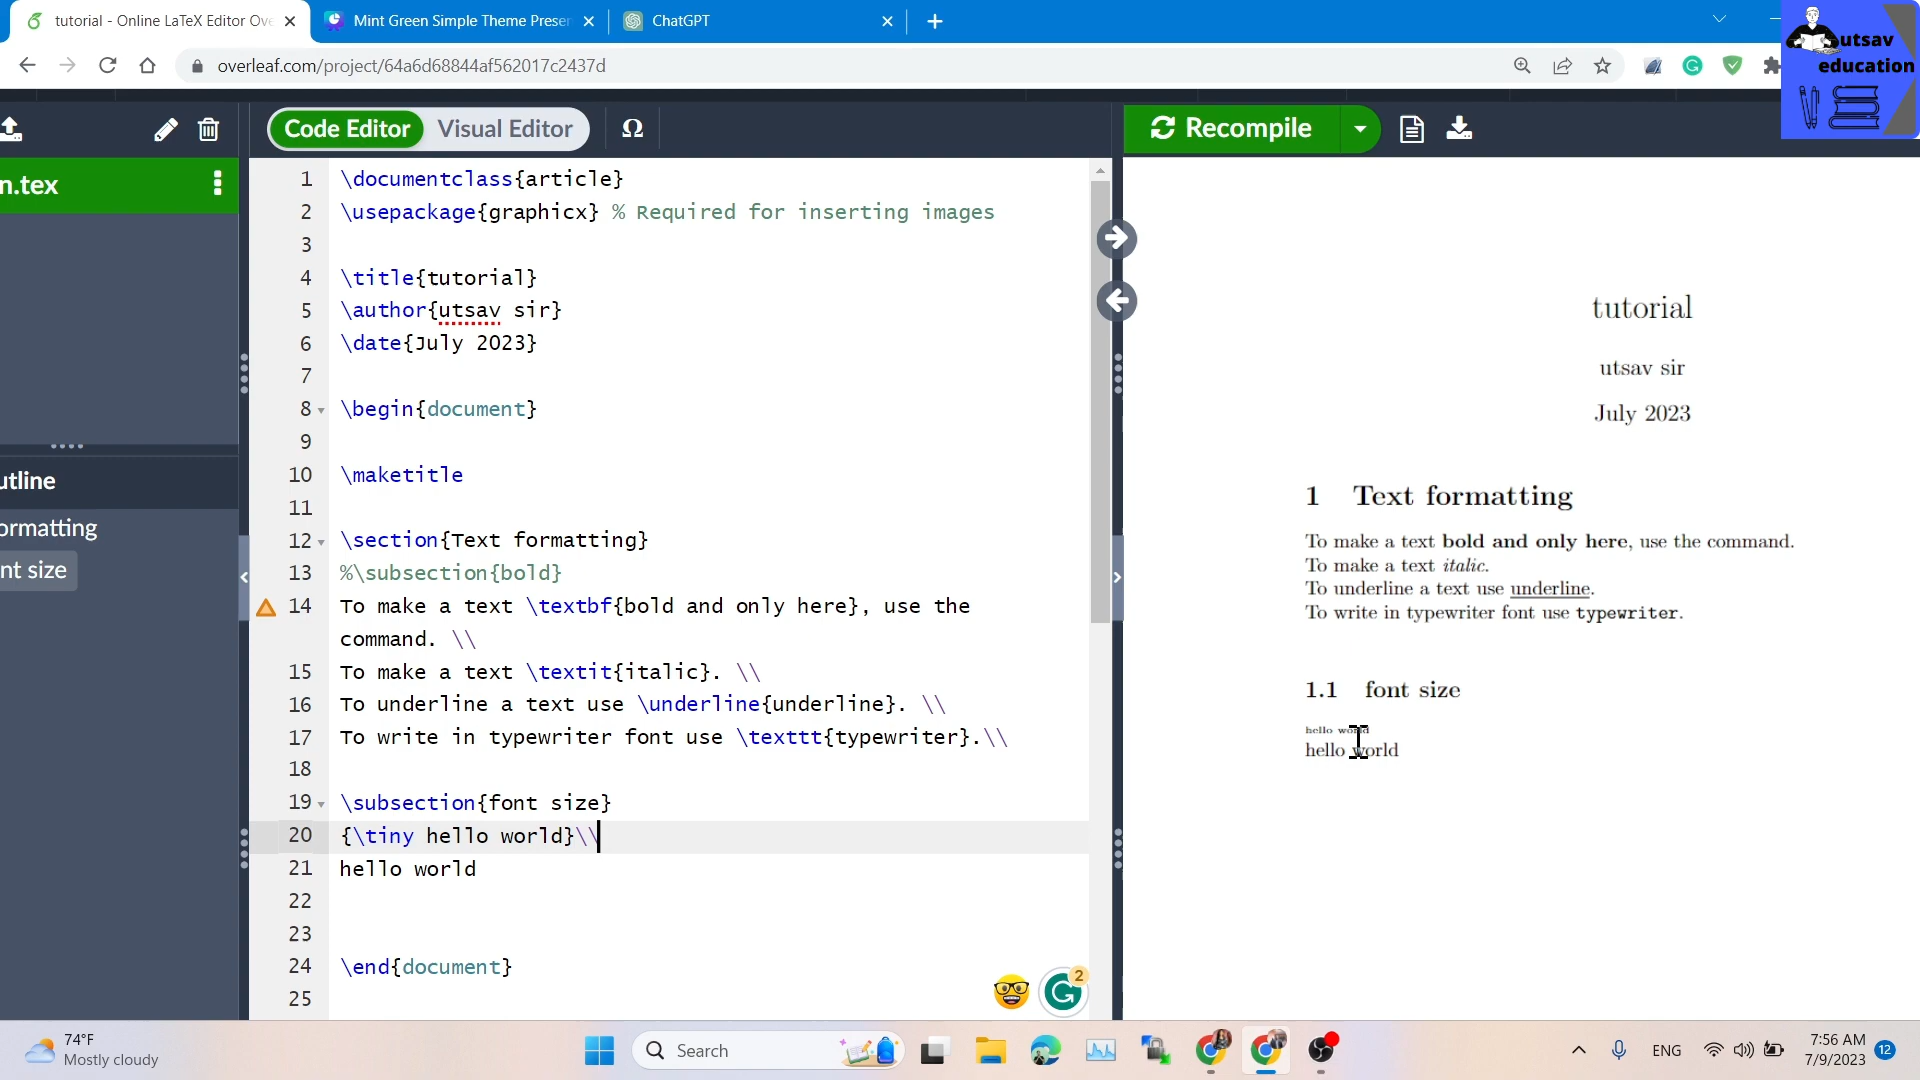 tutorial - Online LaTeX Editor Ove
Mint Green Simple Theme Presen
ChatGPT
overleaf.com/project/64a6d68844af562017c2437d
utsav
education
Code Editor
Visual Editor
Ω
Recompile
n.tex
utline
ormatting
nt size
1 \documentclass{article}
2 \usepackage{graphicx} % Required for inserting images
3
4 \title{tutorial}
5 \author{utsav sir}
6 \date{July 2023}
7
8 \begin{document}
9
10 \maketitle
11
12 \section{Text formatting}
13 %\subsection{bold}
14 To make a text \textbf{bold and only here}, use the
command. \\
15 To make a text \textit{italic}. \\
16 To underline a text use \underline{underline}. \\
17 To write in typewriter font use \texttt{typewriter}.\\
18
19 \subsection{font size}
20 {\tiny hello world}\\
21 hello world
22
23
24 \end{document}
25
2
tutorial
utsav sir
July 2023
1 Text formatting
To make a text bold and only here, use the command.
To make a text italic.
To underline a text use underline.
To write in typewriter font use typewriter.
1.1 font size
hello world
hello world
74°F
Mostly cloudy
Search
ENG
7:56 AM
7/9/2023
12